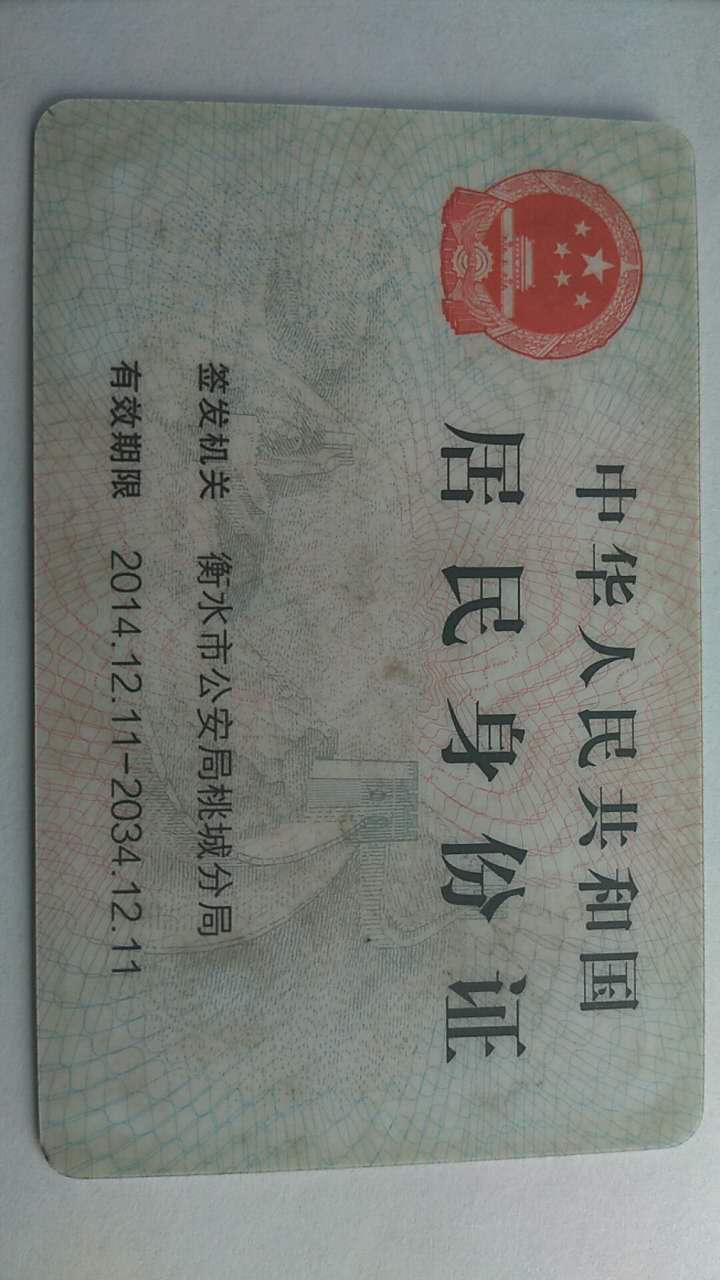 中华人民共和国
居民身份证
签发机关 衡水市公安局桃城分局
有效期限 2014.12.11-2034.12.11